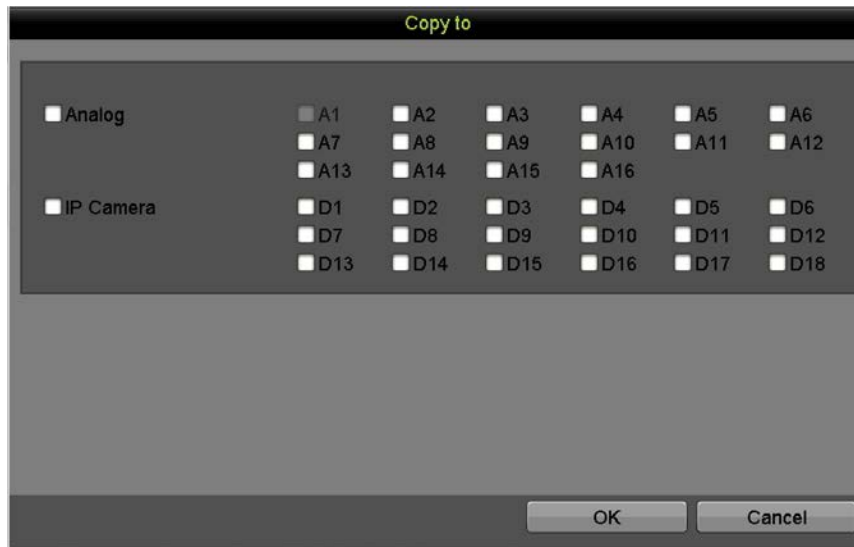 Copy to
Analog A1 A2 A3 A4 A5 A6
A7 A8 A9 A10 A11 A12
A13 A14 A15 A16
IP Camera D1 D2 D3 D4 D5 D6
D7 D8 D9 D10 D11 D12
D13 D14 D15 D16 D17 D18
OK Cancel